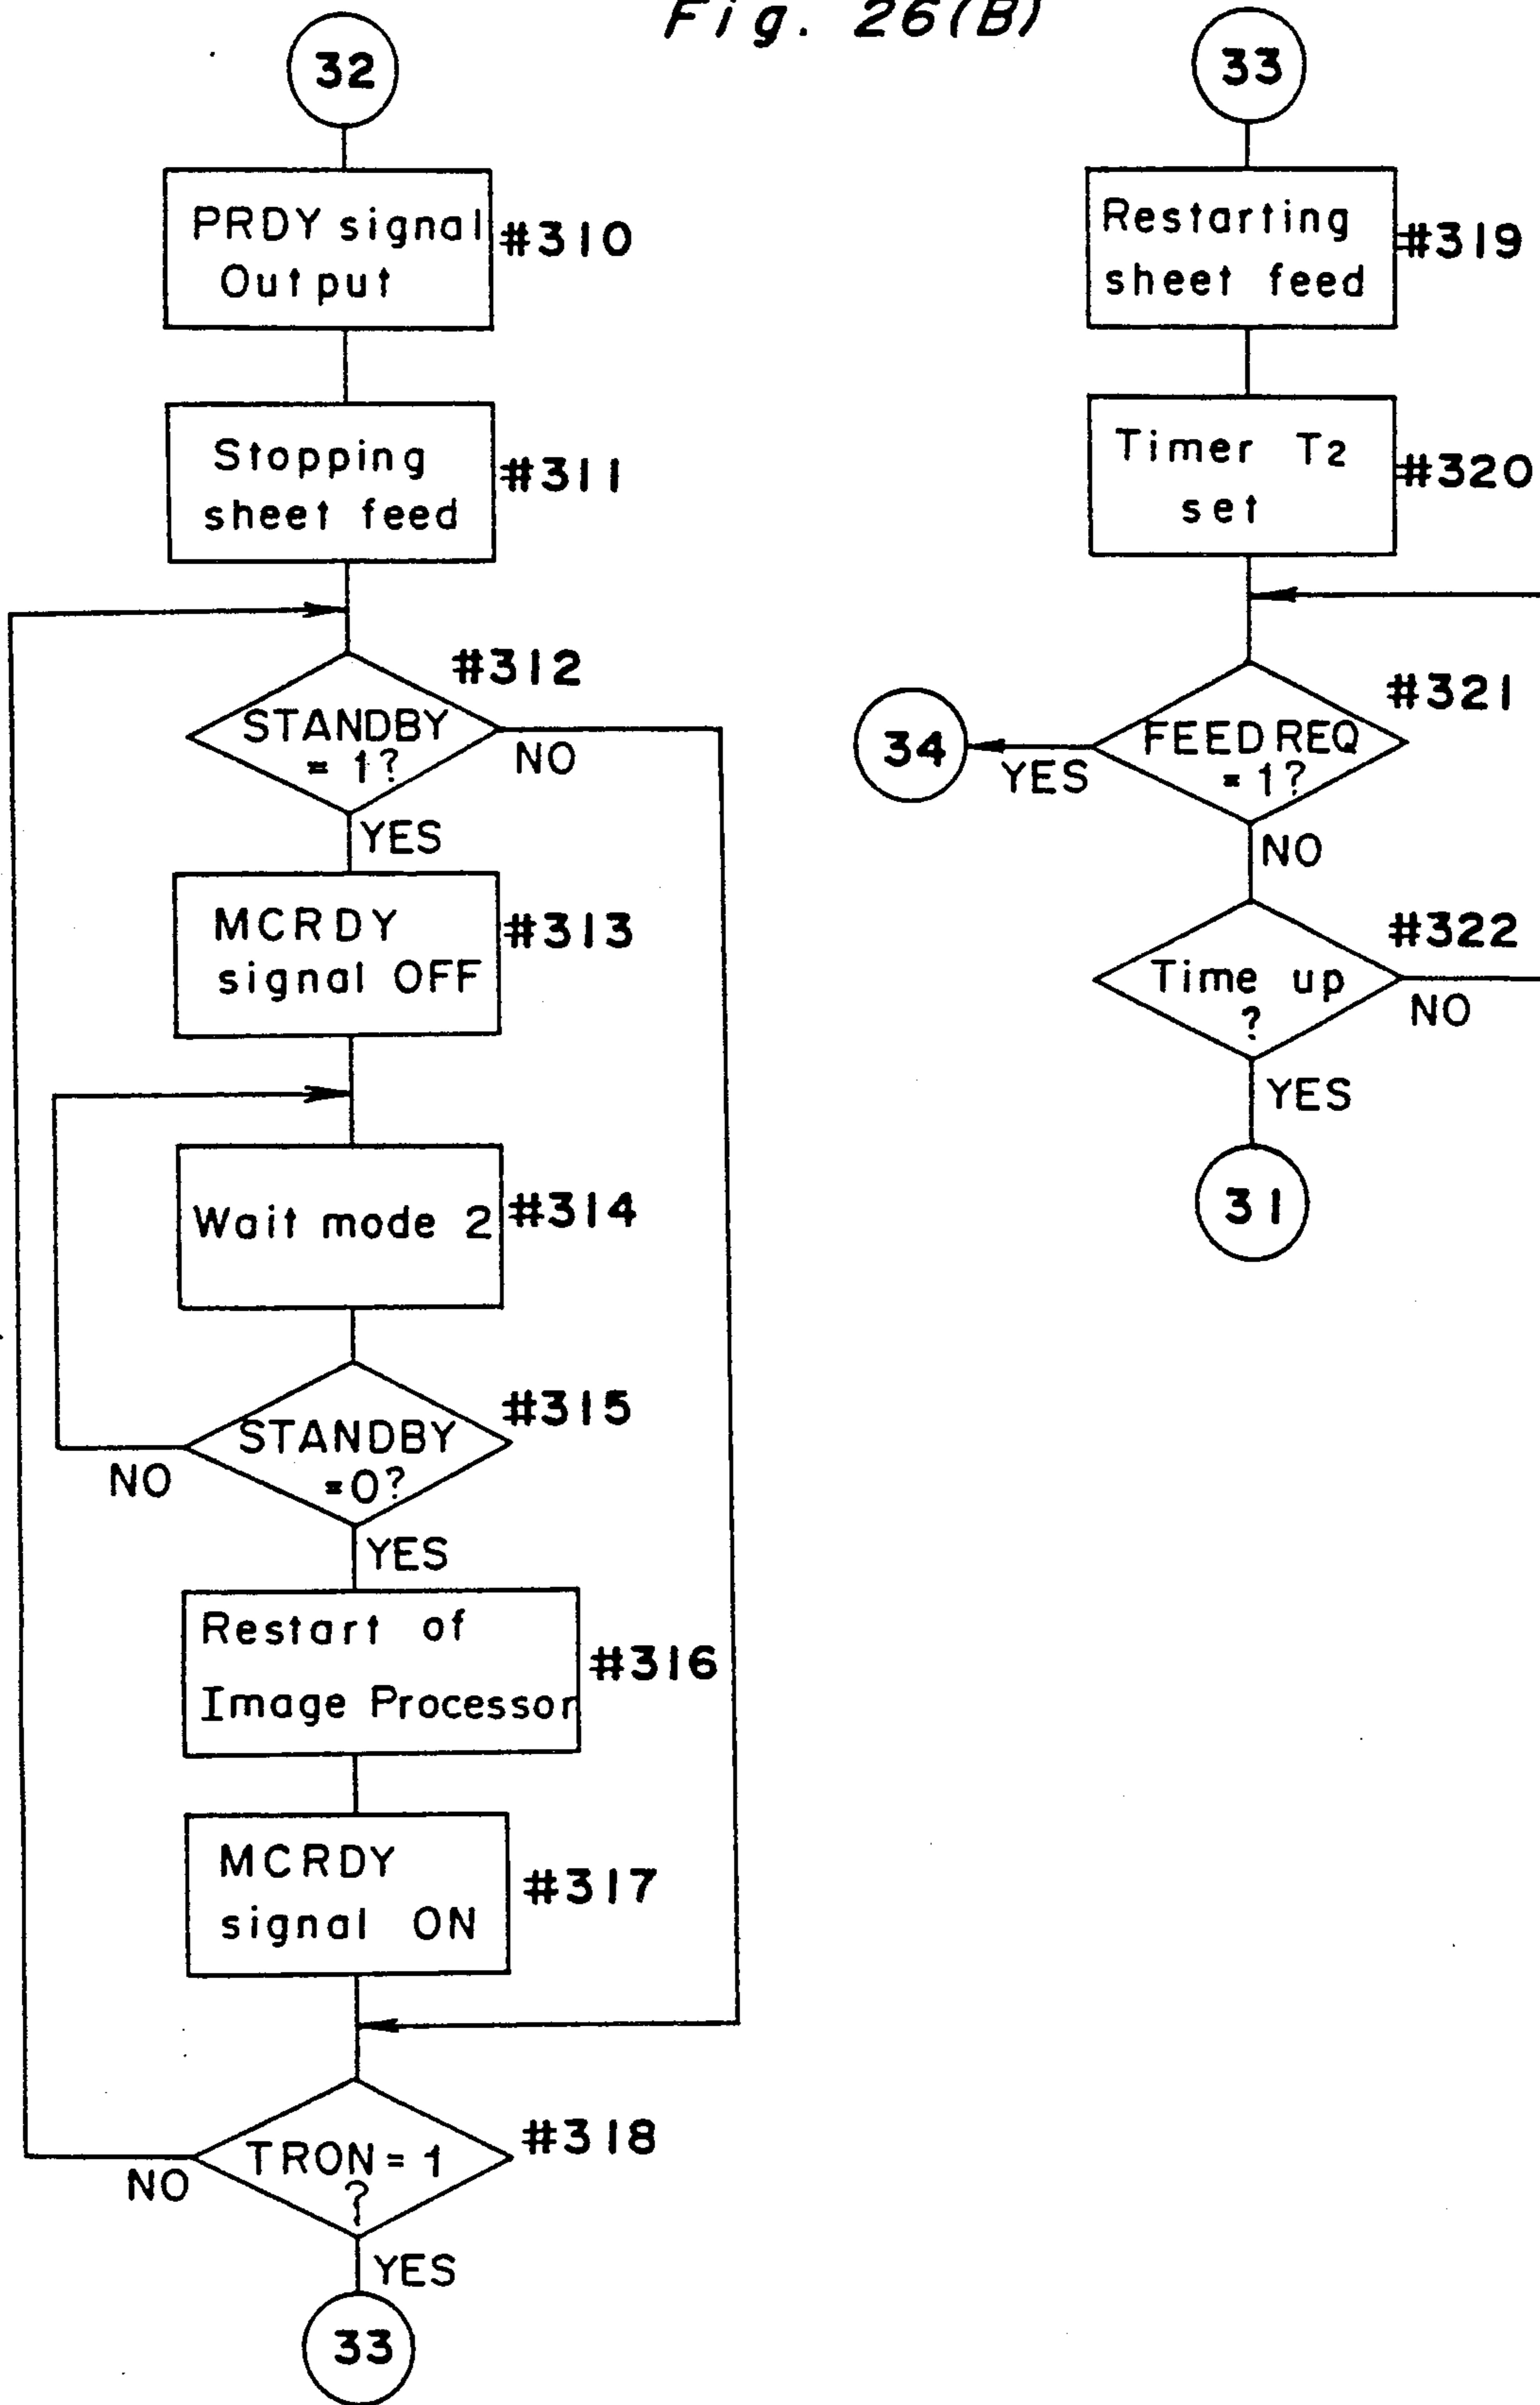 Fig. 26(B)
32
PRDY signal
Output
#310
Stopping
sheet feed
#311
#312
STANDBY
= 1?
NO
YES
MCRDY
signal OFF
#313
Wait mode 2
#314
#315
STANDBY
=0?
NO
YES
Restart of
Image Processor
#316
MCRDY
signal ON
#317
#318
TRON = 1
?
NO
YES
33
33
Restarting
sheet feed
#319
Timer T2
set
#320
#321
FEED REQ
= 1?
34
YES
NO
#322
Time up
?
NO
YES
31